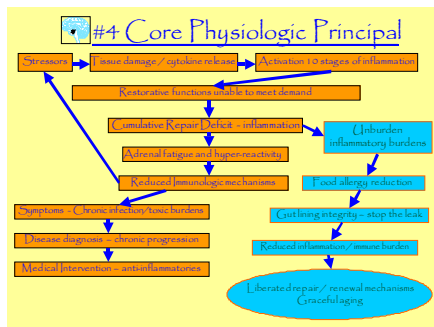 #4 Core Physiologic Principal
Stressors
Tissue damage / cytokine release
Activation 10 stages of inflammation
Restorative functions unable to meet demand
Cumulative Repair Deficit – inflammation
Unburden
inflammatory burdens
Adrenal fatigue and hyper-reactivity
Reduced Immunologic mechanisms
Food allergy reduction
Symptoms – Chronic infection/toxic burdens
Gut lining integrity – stop the leak
Disease diagnosis – chronic progression
Reduced inflammation / immune burden
Medical Intervention – anti-inflammatories
Liberated repair / renewal mechanisms
Graceful aging